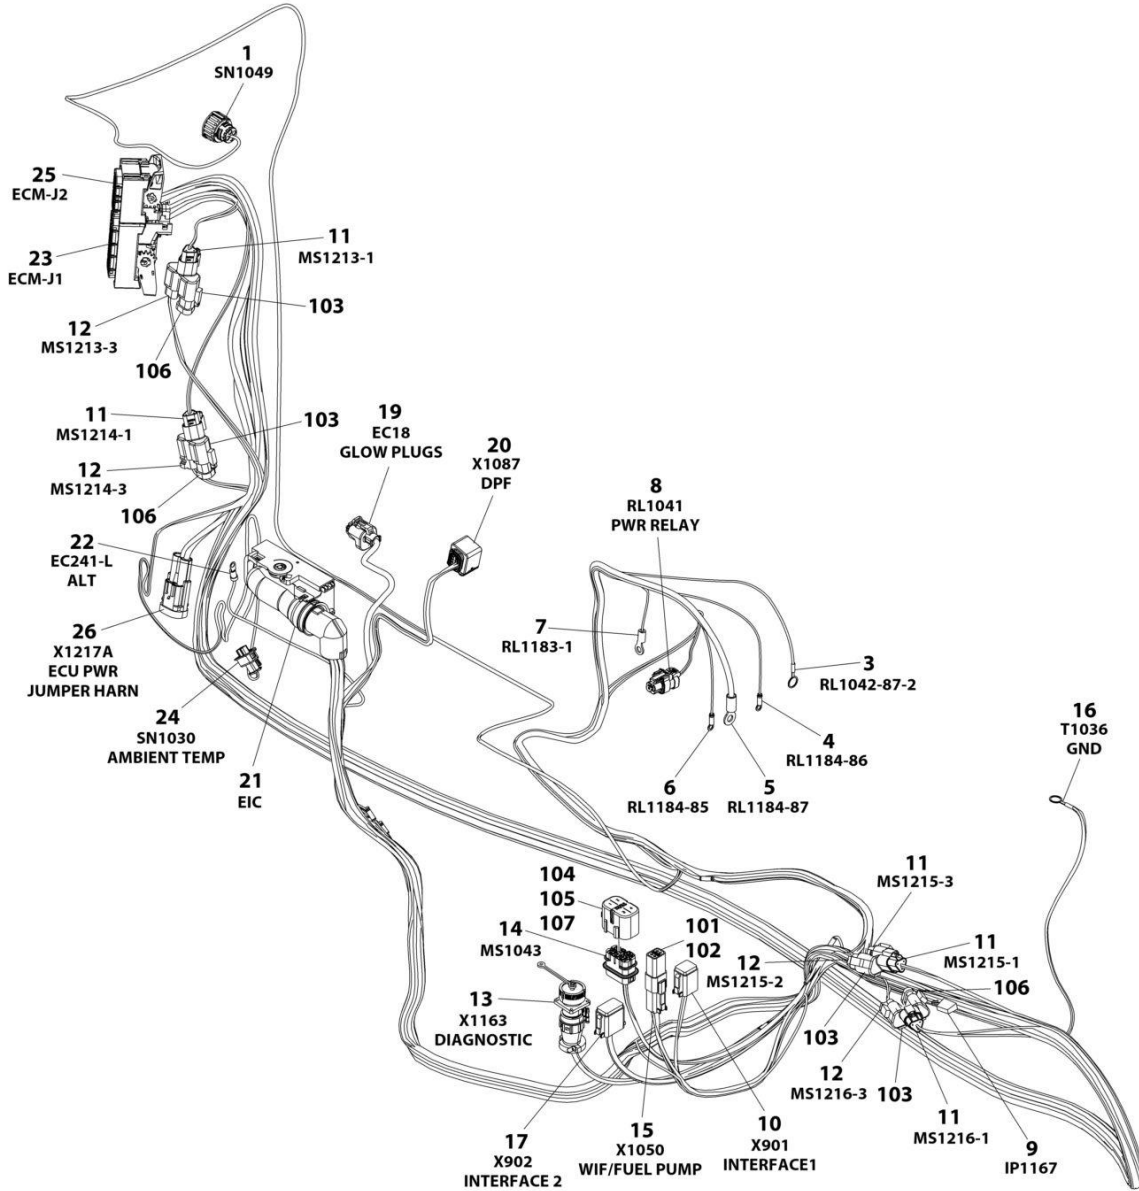 1
SN1049
25
ECM-J2
23
ECM-J1
11
MS1213-1
103
12
MS1213-3
106
11
MS1214-1
103
12
MS1214-3
106
19
EC18
GLOW PLUGS
20
X1087
DPF
8
RL1041
PWR RELAY
22
EC241-L
ALT
26
X1217A
ECU PWR
JUMPER HARN
7
RL1183-1
3
RL1042-87-2
24
SN1030
AMBIENT TEMP
21
EIC
4
RL1184-86
6
RL1184-85
5
RL1184-87
16
T1036
GND
104
105
107
14
MS1043
101
102
11
MS1215-3
12
MS1215-2
11
MS1215-1
106
13
X1163
DIAGNOSTIC
103
12
MS1216-3
103
11
MS1216-1
9
IP1167
17
X902
INTERFACE 2
15
X1050
WIF/FUEL PUMP
10
X901
INTERFACE1